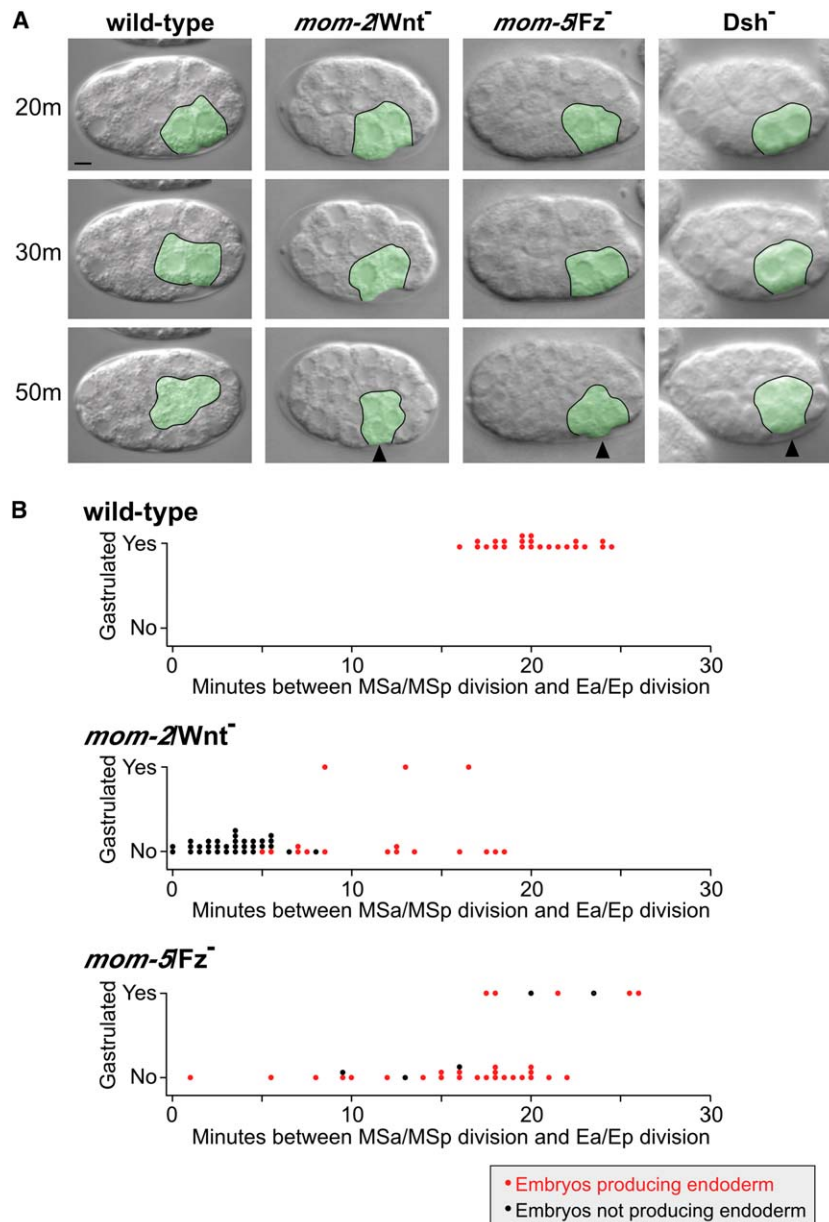 A
wild-type mom-2/Wnt⁻ mom-5/Fz⁻ Dsh⁻
20m
30m
50m
B
wild-type
Gastrulated
Yes
No
0 10 20 30
Minutes between MSa/MSp division and Ea/Ep division
mom-2/Wnt⁻
Gastrulated
Yes
No
0 10 20 30
Minutes between MSa/MSp division and Ea/Ep division
mom-5/Fz⁻
Gastrulated
Yes
No
0 10 20 30
Minutes between MSa/MSp division and Ea/Ep division
Embryos producing endoderm
Embryos not producing endoderm